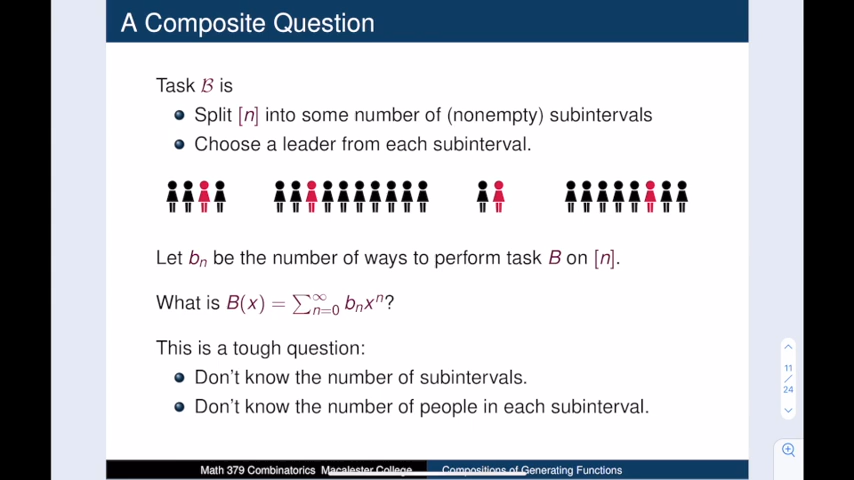 A Composite Question
Task B is
Split [n] into some number of (nonempty) subintervals
Choose a leader from each subinterval.
Let bₙ be the number of ways to perform task B on [n].
What is B(x) = ∑ₙ₌₀^∞ bₙxⁿ?
This is a tough question:
Don't know the number of subintervals.
Don't know the number of people in each subinterval.
11
/
24
Math 379 Combinatorics Macalester College Compositions of Generating Functions